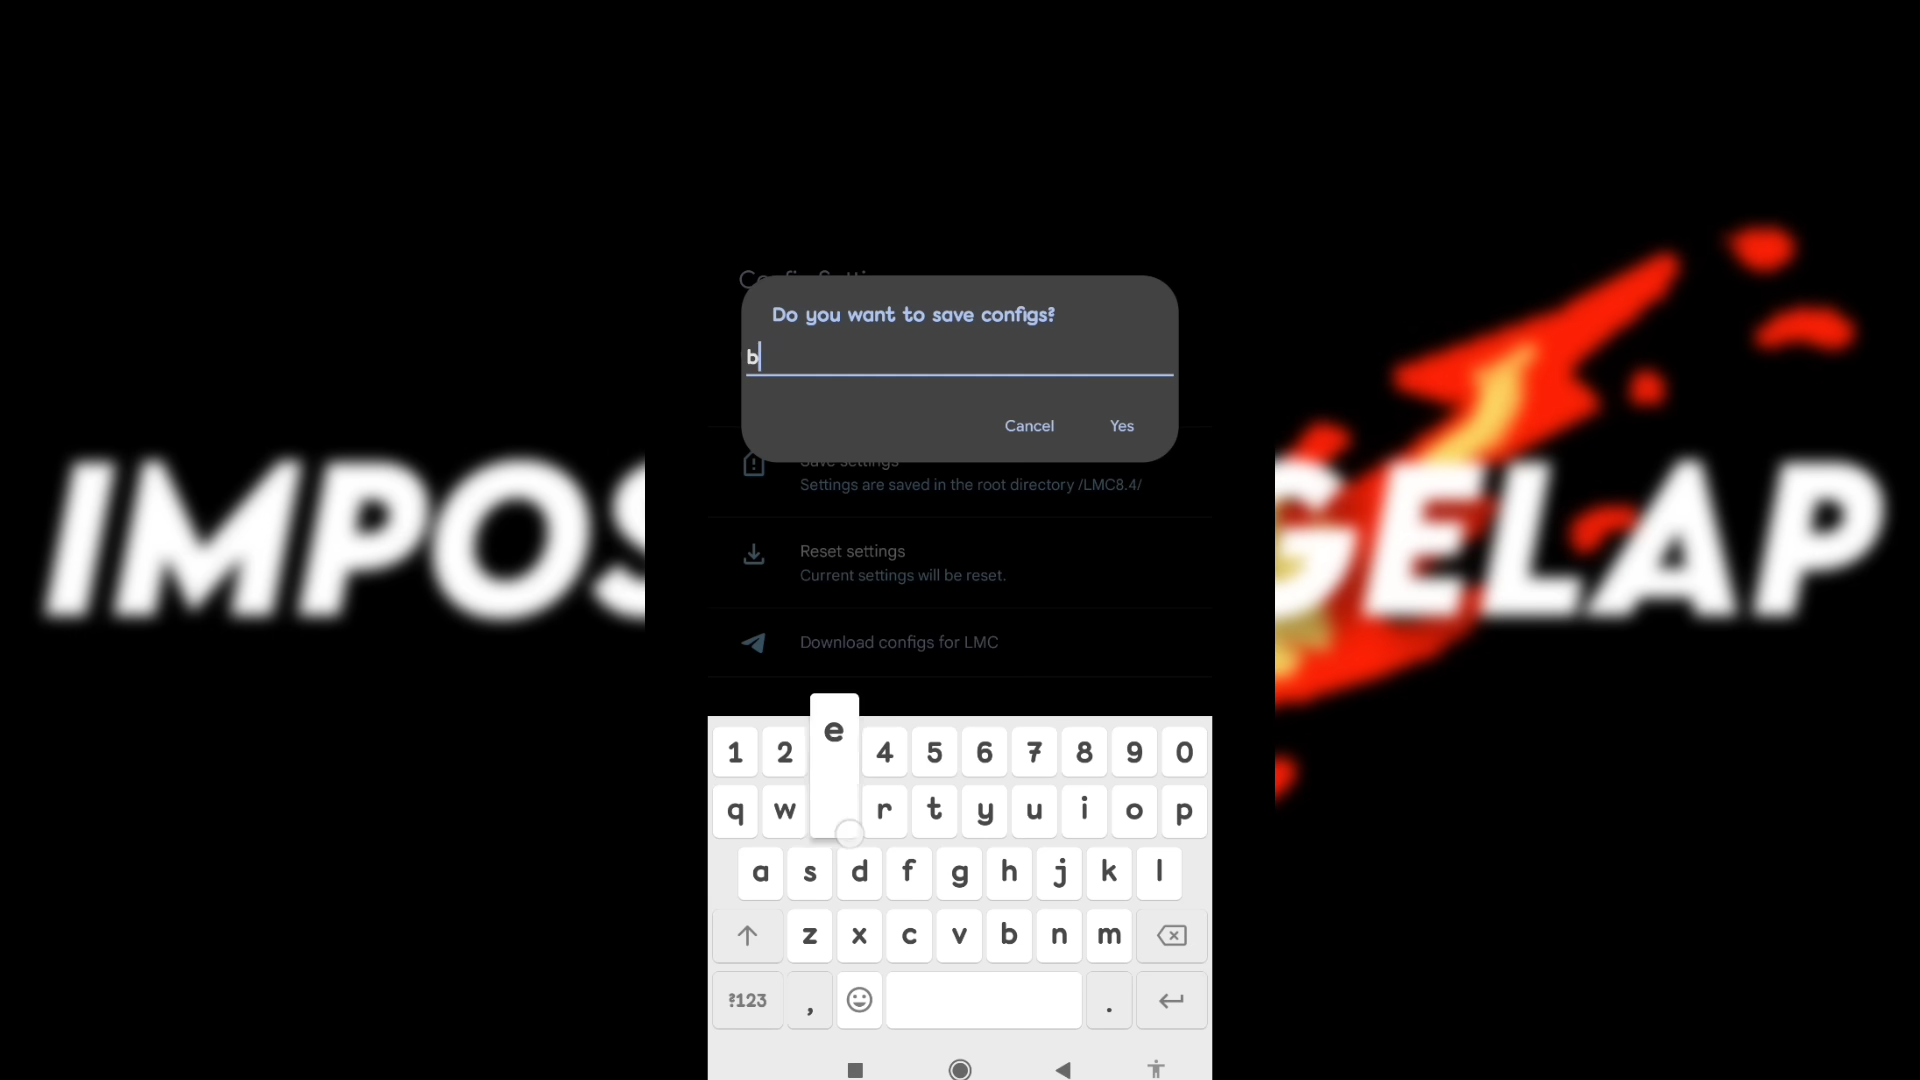 Do you want to save configs?
b
Cancel Yes
Save settings
Settings are saved in the root directory /LMC8.4/
Reset settings
Current settings will be reset.
Download configs for LMC
IMPOS
GELAP
e
1 2 4 5 6 7 8 9 0
q w r t y u i o p
a s d f g h j k l
z x c v b n m
?123 , .